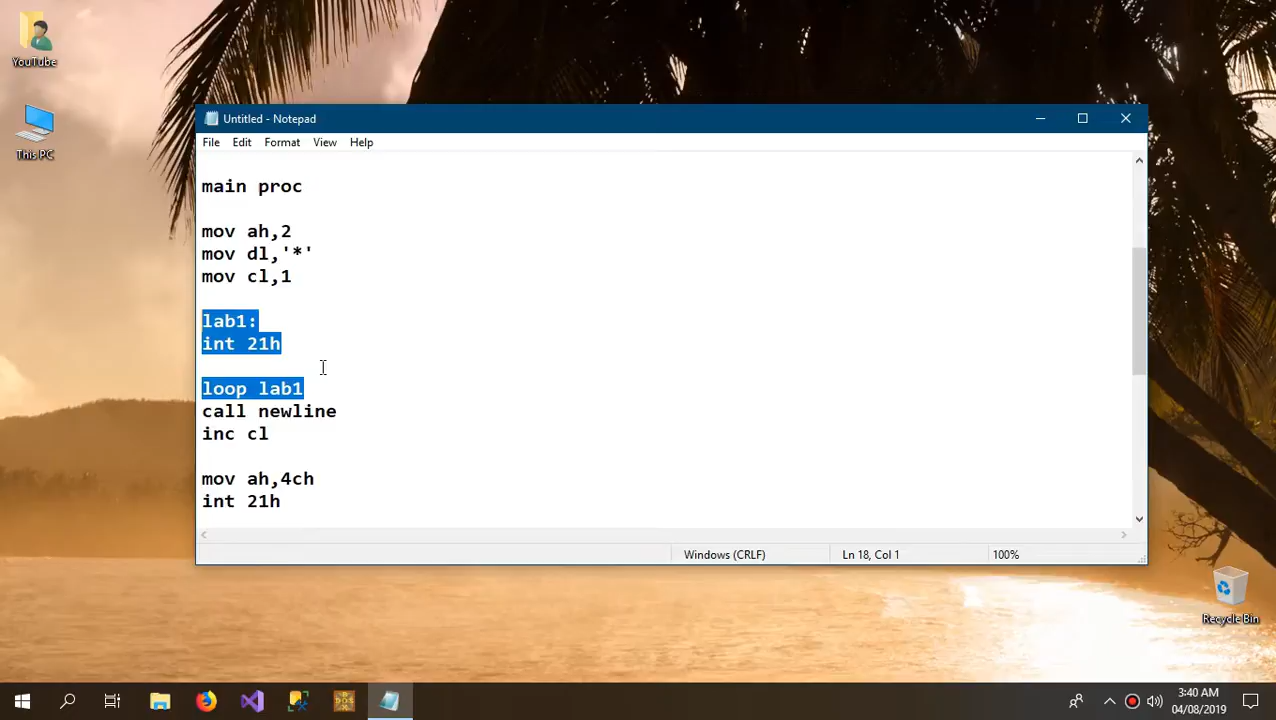 YouTube
This PC
Untitled - Notepad
File Edit Format View Help
main proc
mov ah,2
mov dl,'*'
mov cl,1
lab1:
int 21h
loop lab1
call newline
inc cl
mov ah,4ch
int 21h
Windows (CRLF) Ln 18, Col 1 100%
Recycle Bin
DOS
3:40 AM
04/08/2019